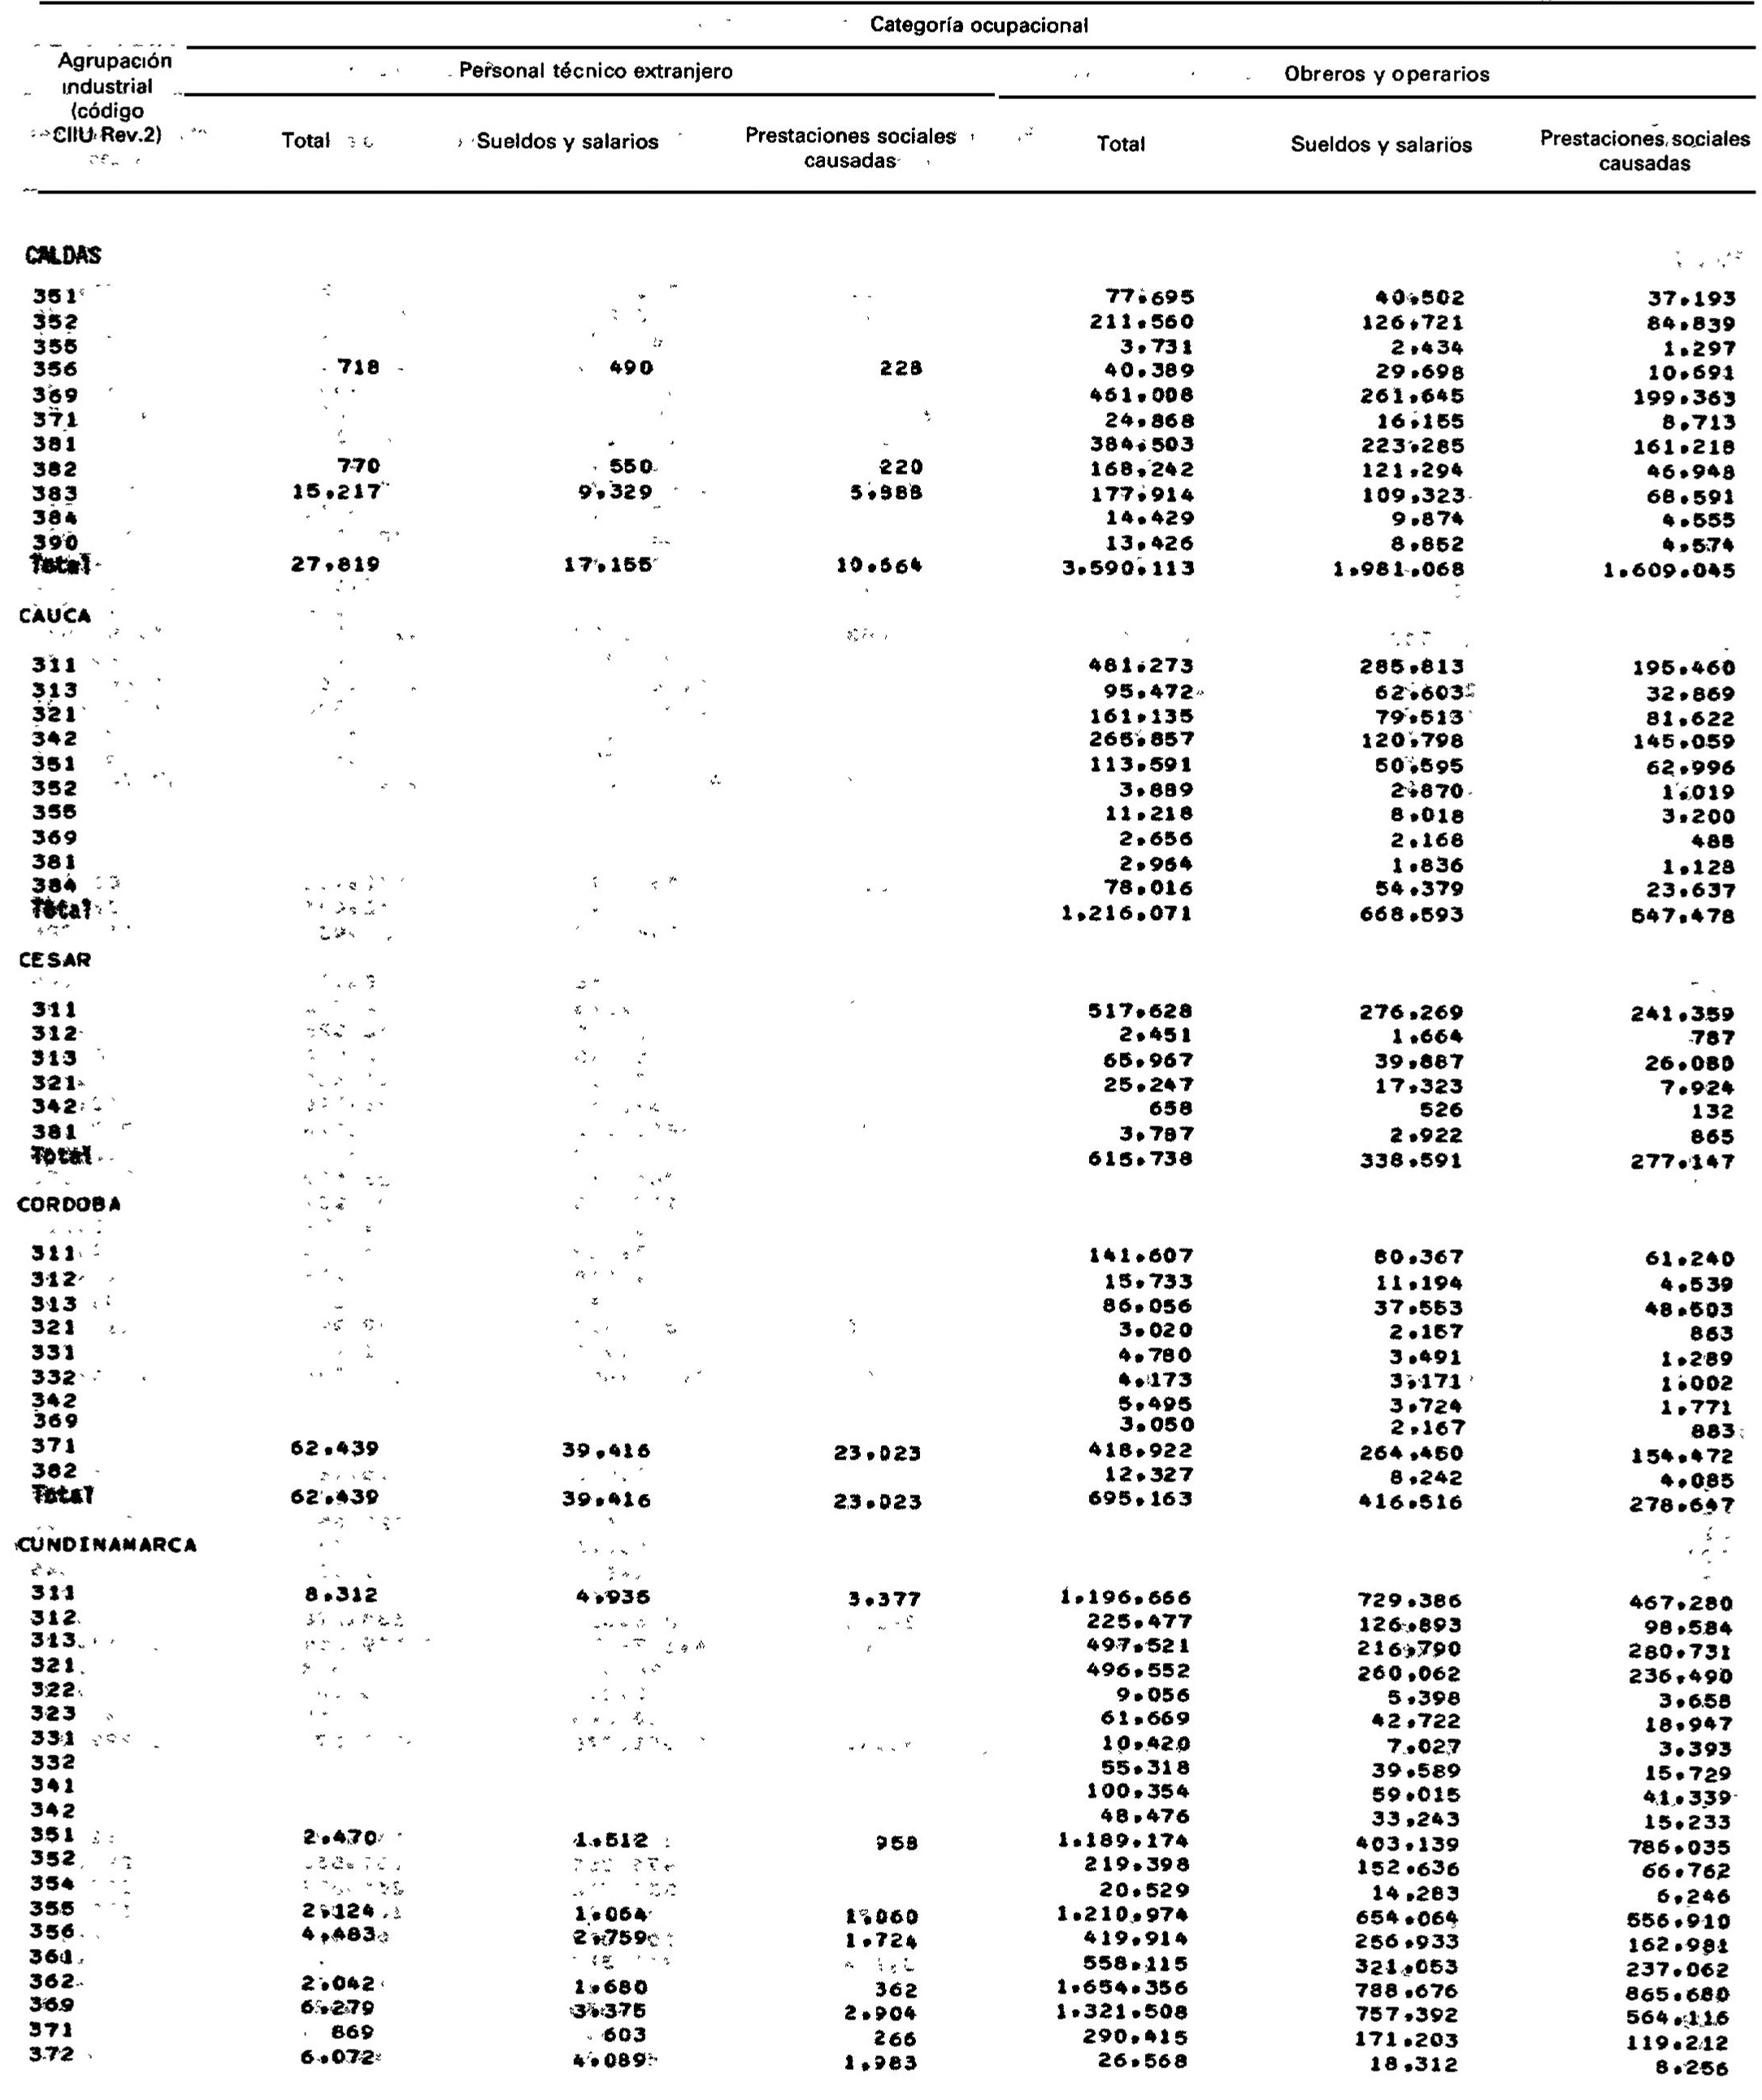 Categoría ocupacional
Agrupación industrial (código CIIU Rev.2) Personal técnico extranjero Obreros y operarios
Total Sueldos y salarios Prestaciones sociales causadas Total Sueldos y salarios Prestaciones sociales causadas
CALDAS
351 77.695 40.502 37.193
352 211.560 126.721 84.839
355 3.731 2.434 1.297
356 718 490 228 40.389 29.698 10.691
369 461.008 261.645 199.363
371 24.868 16.155 8.713
381 384.503 223.285 161.218
382 770 550 220 168.242 121.294 46.948
383 15.217 9.329 5.888 177.914 109.323 68.591
384 14.429 9.874 4.555
390 13.426 8.852 4.574
Total 27.819 17.155 10.664 3.590.113 1.981.068 1.609.045
CAUCA
311 481.273 285.813 195.460
313 95.472 62.603 32.869
321 161.135 79.513 81.622
342 265.857 120.798 145.059
351 113.591 50.595 62.996
352 3.889 2.870 1.019
355 11.218 8.018 3.200
369 2.656 2.168 488
381 2.964 1.836 1.128
384 78.016 54.379 23.637
Total 1.216.071 668.593 547.478
CESAR
311 517.628 276.269 241.359
312 2.451 1.664 787
313 65.967 39.887 26.080
321 25.247 17.323 7.924
342 658 526 132
381 3.787 2.922 865
Total 615.738 338.591 277.147
CORDOBA
311 141.607 80.367 61.240
312 15.733 11.194 4.539
313 86.056 37.553 48.503
321 3.020 2.157 863
331 4.780 3.491 1.289
332 4.173 3.171 1.002
342 5.495 3.724 1.771
369 3.050 2.167 883
371 62.439 39.416 23.023 418.922 264.450 154.472
382 12.327 8.242 4.085
Total 62.439 39.416 23.023 695.163 416.516 278.647
CUNDINAMARCA
311 8.312 4.935 3.377 1.196.666 729.386 467.280
312 225.477 126.893 98.584
313 497.521 216.790 280.731
321 496.552 260.062 236.490
322 9.056 5.398 3.658
323 61.669 42.722 18.947
331 10.420 7.027 3.393
332 55.318 39.589 15.729
341 100.354 59.015 41.339
342 48.476 33.243 15.233
351 2.470 1.512 958 1.189.174 403.139 786.035
352 219.398 152.636 66.762
354 20.529 14.283 6.246
355 2.124 1.064 1.060 1.210.974 654.064 556.910
356 4.483 2.759 1.724 419.914 256.933 162.981
361 558.115 321.053 237.062
362 2.042 1.680 362 1.654.356 788.676 865.680
369 6.279 3.375 2.904 1.321.508 757.392 564.116
371 869 603 266 290.415 171.203 119.212
372 6.072 4.089 1.983 26.568 18.312 8.256